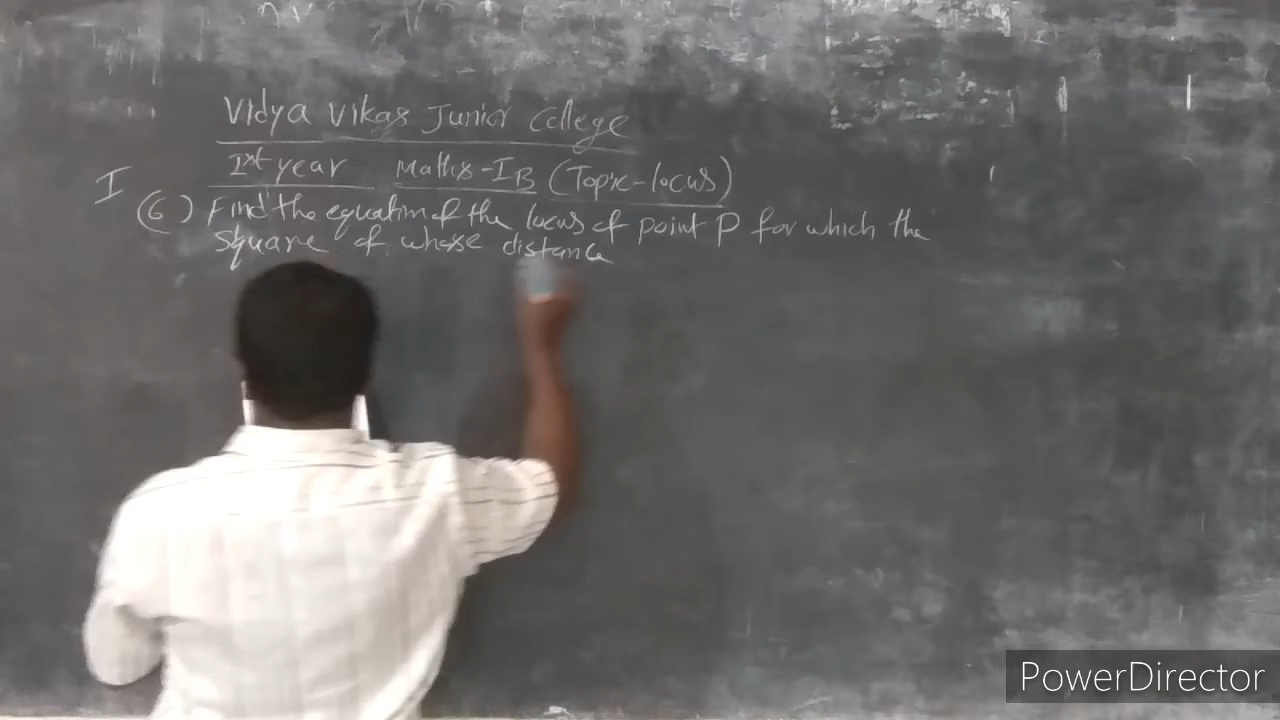 Vidya Vikas Junior College
Ist year Maths-IB (Topic-locus)
I
(6) Find the equation of the locus of point P for which the
square of whose distance
PowerDirector